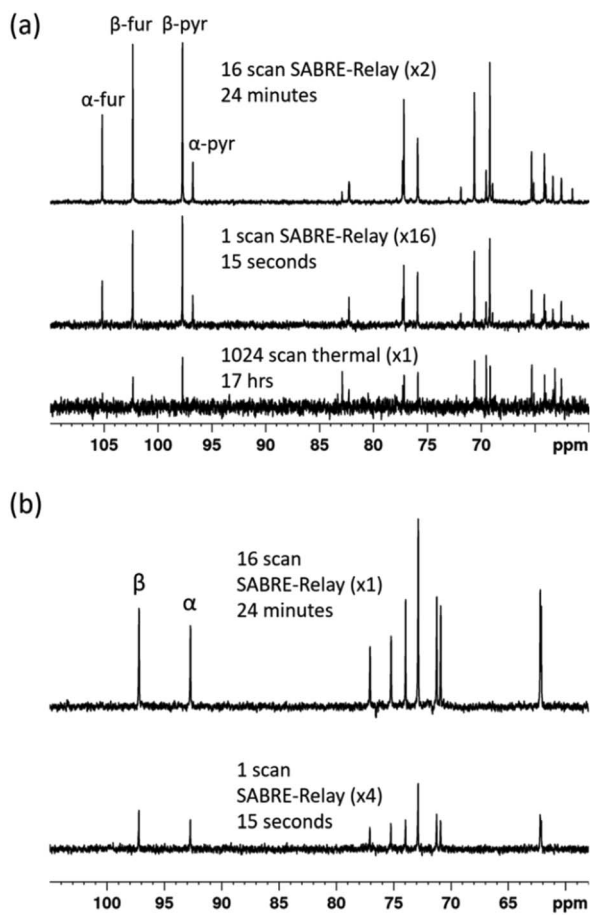 (a)
β-fur β-pyr
α-fur
α-pyr
16 scan SABRE-Relay (x2)
24 minutes
1 scan SABRE-Relay (x16)
15 seconds
1024 scan thermal (x1)
17 hrs
105 100 95 90 85 80 75 70 ppm
(b)
β
α
16 scan
SABRE-Relay (x1)
24 minutes
1 scan
SABRE-Relay (x4)
15 seconds
100 95 90 85 80 75 70 65 ppm